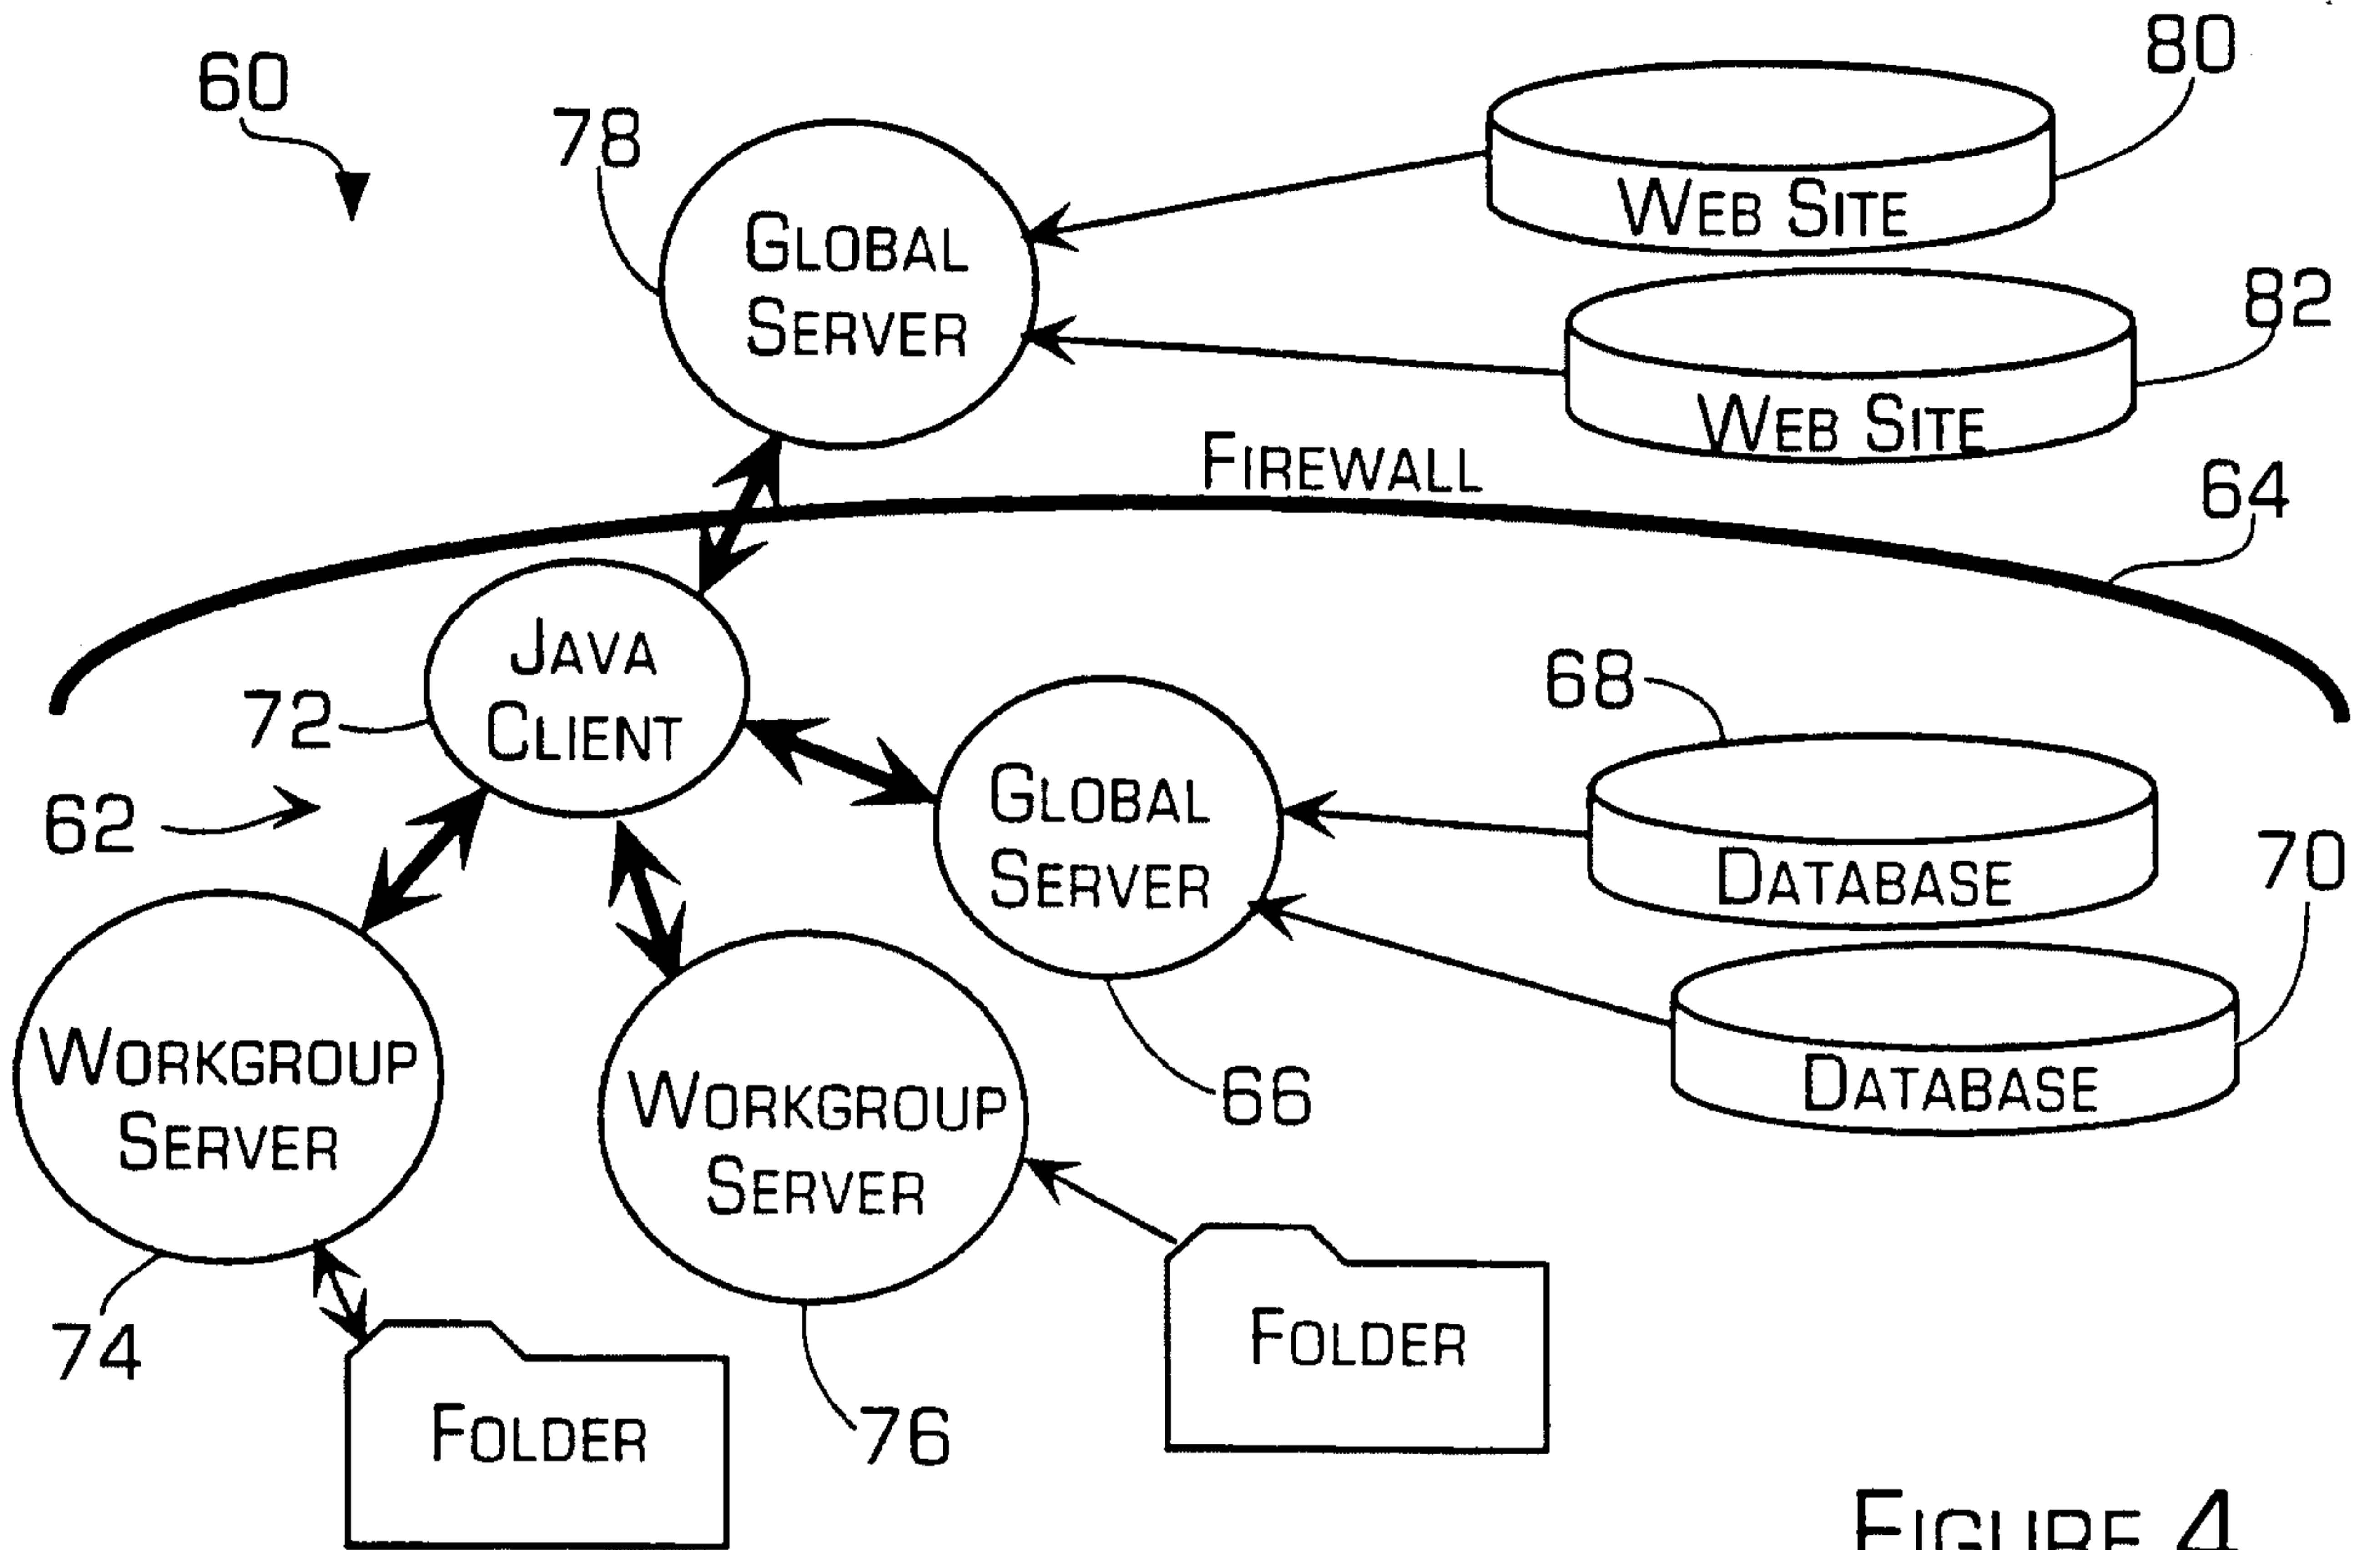 60
78
GLOBAL
SERVER
WEB SITE
80
WEB SITE
82
FIREWALL
64
JAVA
CLIENT
72
62
GLOBAL
SERVER
68
DATABASE
70
DATABASE
66
WORKGROUP
SERVER
WORKGROUP
SERVER
74
FOLDER
76
FOLDER
FIGURE 4